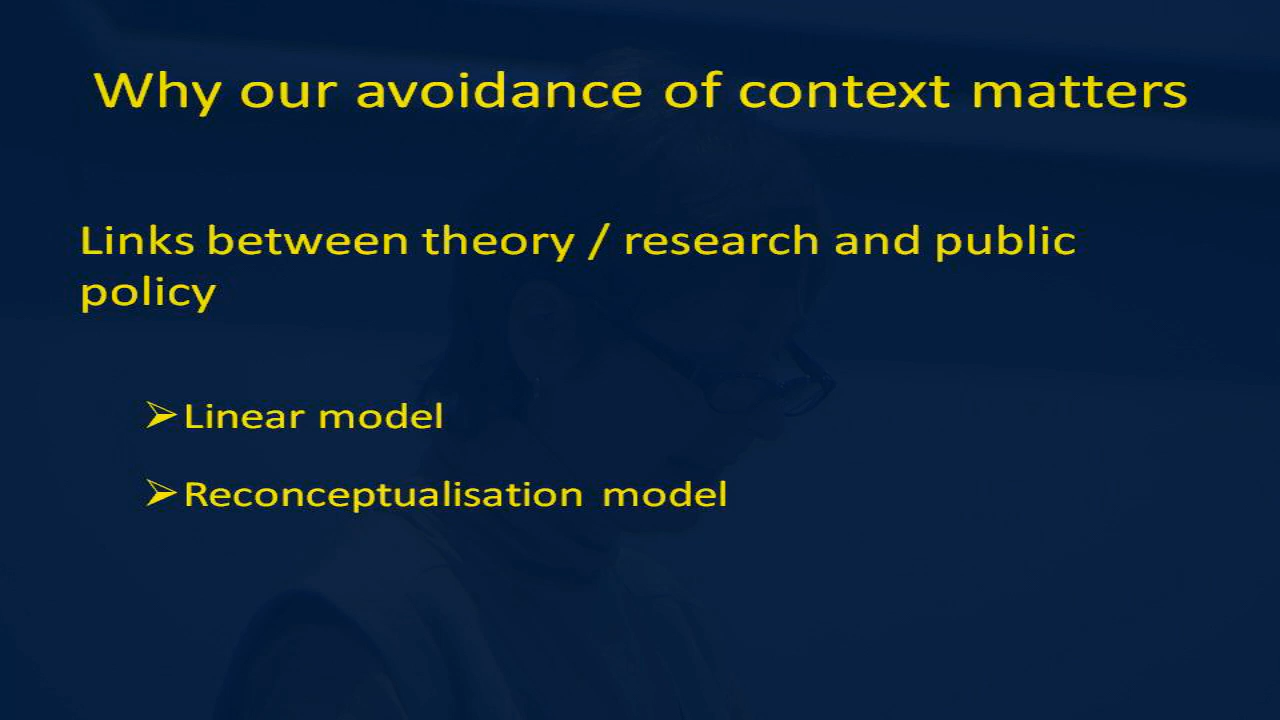 Why our avoidance of context matters
Links between theory / research and public
policy
➢Linear model
➢Reconceptualisation model